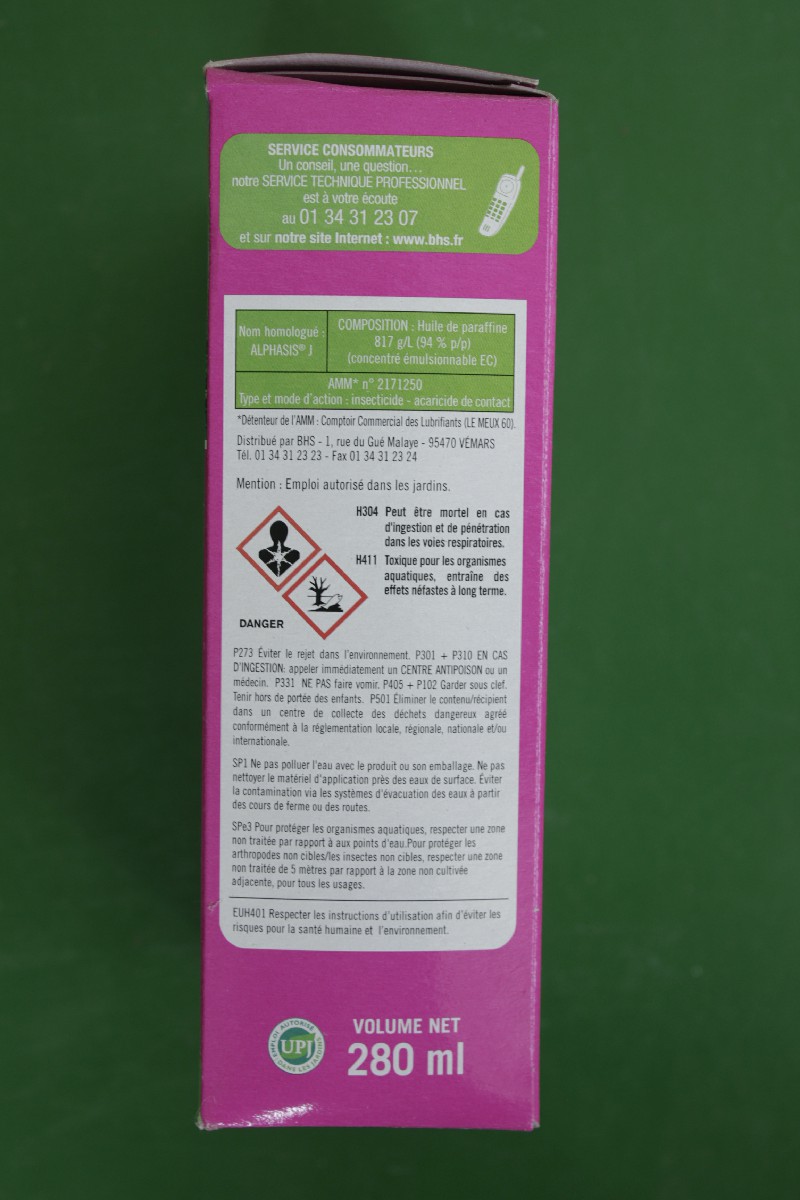 SERVICE CONSOMMATEURS
Un conseil, une question...
notre SERVICE TECHNIQUE PROFESSIONNEL
est à votre écoute
au 01 34 31 23 07
et sur notre site Internet : www.bhs.fr
Nom homologué :
ALPHASIS® J
COMPOSITION : Huile de paraffine
817 g/L (94 % p/p)
(concentré émulsionnable EC)
AMM* n° 2171250
Type et mode d'action : insecticide - acaricide de contact
*Détenteur de l'AMM : Comptoir Commercial des Lubrifiants (LE MEUX 60).
Distribué par BHS - 1, rue du Gué Malaye - 95470 VÉMARS
Tél. 01 34 31 23 23 - Fax 01 34 31 23 24
Mention : Emploi autorisé dans les jardins.
H304 Peut être mortel en cas
d'ingestion et de pénétration
dans les voies respiratoires.
H411 Toxique pour les organismes
aquatiques, entraîne des
effets néfastes à long terme.
DANGER
P273 Éviter le rejet dans l'environnement. P301 + P310 EN CAS
D'INGESTION: appeler immédiatement un CENTRE ANTIPOISON ou un
médecin. P331 NE PAS faire vomir. P405 + P102 Garder sous clef.
Tenir hors de portée des enfants. P501 Éliminer le contenu/récipient
dans un centre de collecte des déchets dangereux agréé
conformément à la réglementation locale, régionale, nationale et/ou
internationale.
SP1 Ne pas polluer l'eau avec le produit ou son emballage. Ne pas
nettoyer le matériel d'application près des eaux de surface. Éviter
la contamination via les systèmes d'évacuation des eaux à partir
des cours de ferme ou des routes.
SPe3 Pour protéger les organismes aquatiques, respecter une zone
non traitée par rapport à aux points d'eau.Pour protéger les
arthropodes non cibles/les insectes non cibles, respecter une zone
non traitée de 5 mètres par rapport à la zone non cultivée
adjacente, pour tous les usages.
EUH401 Respecter les instructions d'utilisation afin d'éviter les
risques pour la santé humaine et l'environnement.
EMPLOI AUTORISÉ
UPJ
DANS LES JARDINS
VOLUME NET
280 ml